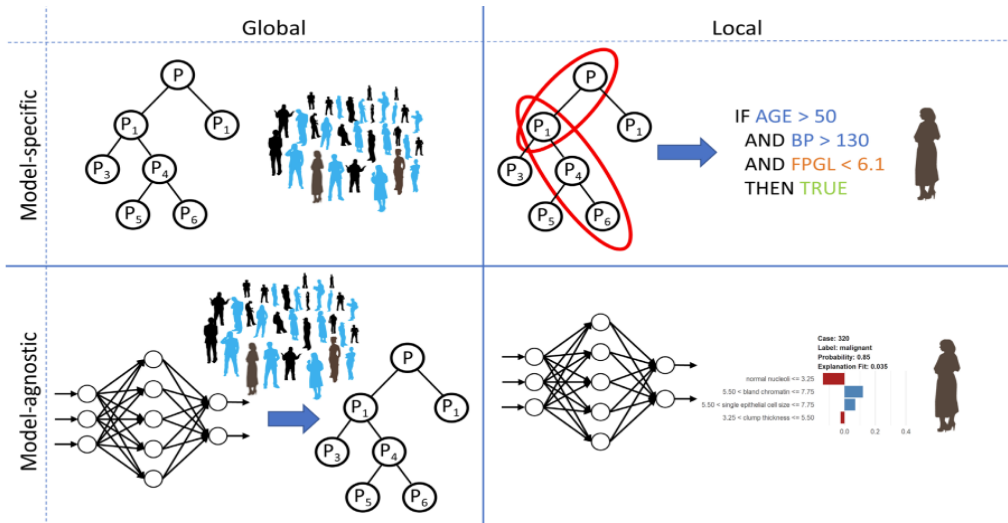 Global
Local
Model-specific
P
P1
P1
P3
P4
P5
P6
P
P1
P1
P3
P4
P5
P6
IF AGE > 50
AND BP > 130
AND FPGL < 6.1
THEN TRUE
Model-agnostic
P
P1
P1
P3
P4
P5
P6
Case: 320
Label: malignant
Probability: 0.85
Explanation Fit: 0.035
normal nucleoli <= 3.25
5.50 < bland chromatin <= 7.75
5.50 < single epithelial cell size <= 7.75
3.25 < clump thickness <= 5.50
0.0 0.2 0.4